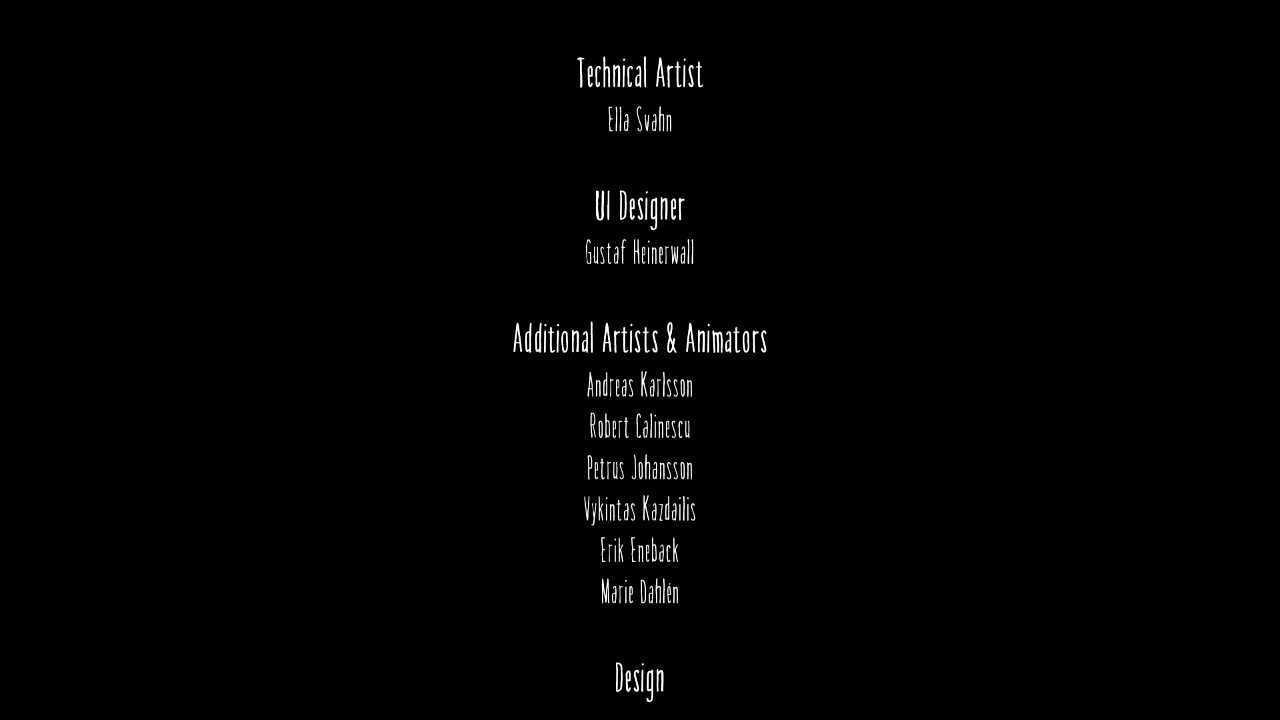 Technical Artist
Ella Svahn
UI Designer
Gustaf Heinerwall
Additional Artists & Animators
Andreas Karlsson
Robert Calinescu
Petrus Johansson
Vykintas Kazdailis
Erik Eneback
Marie Dahlén
Design